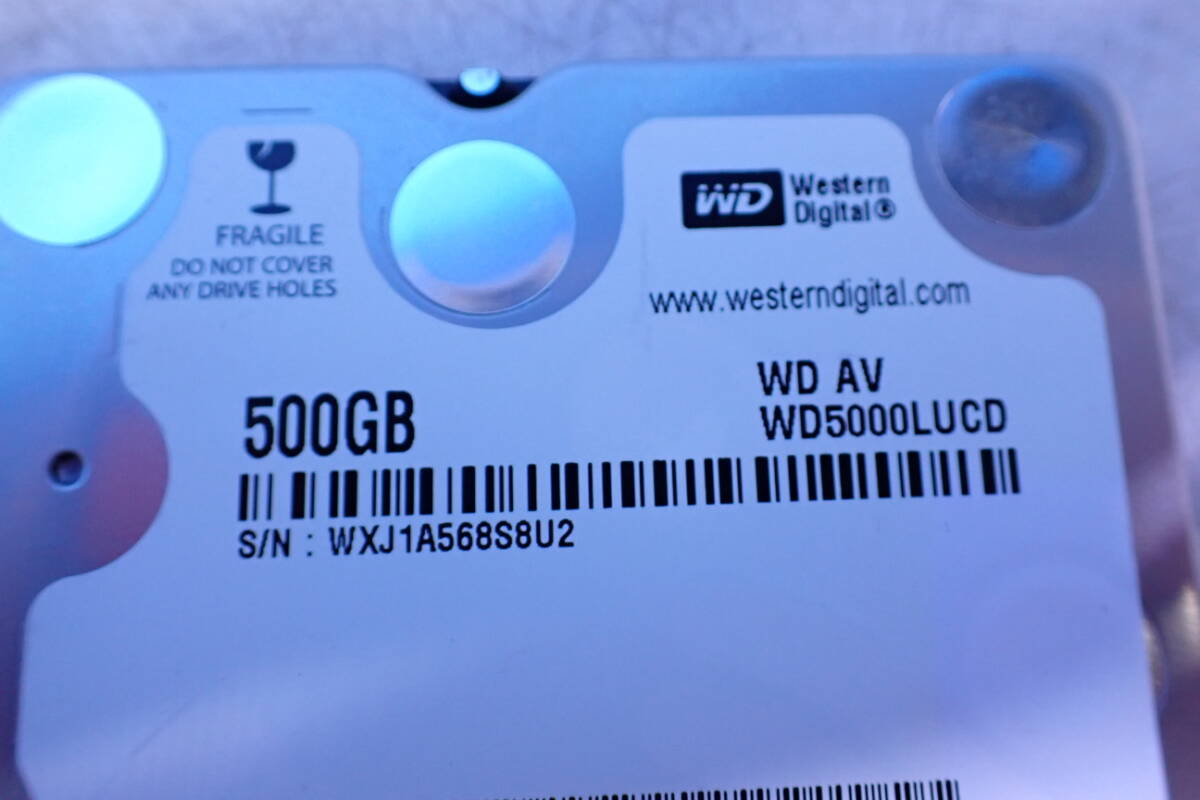 FRAGILE
DO NOT COVER
ANY DRIVE HOLES
WD Western
Digital®
www.westerndigital.com
500GB
WD AV
WD5000LUCD
S/N : WXJ1A568S8U2